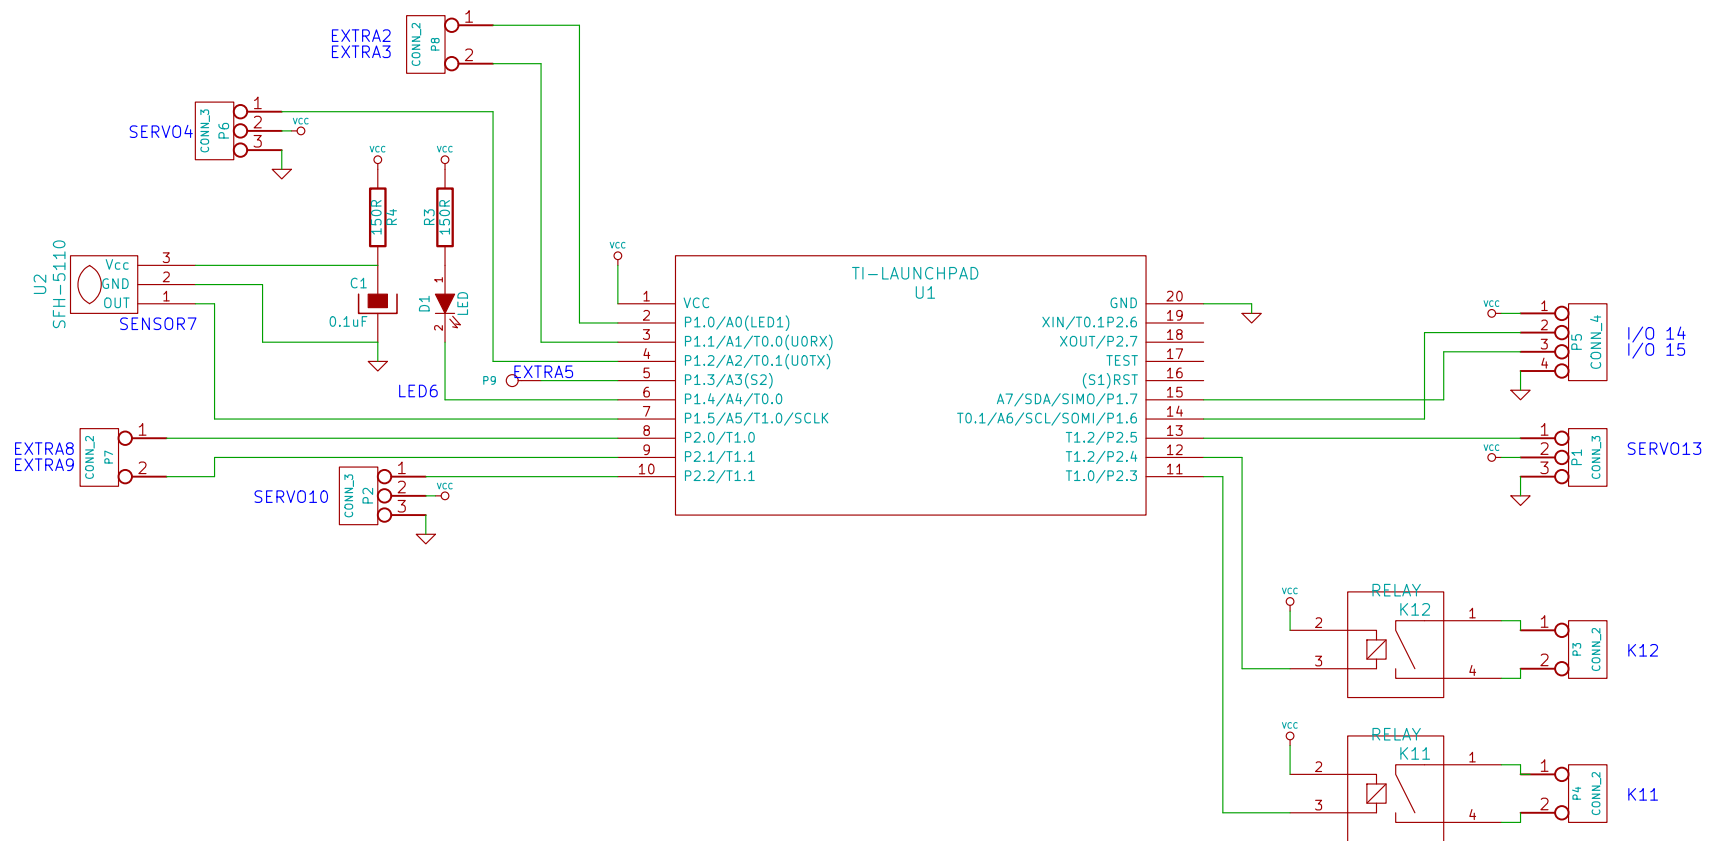 EXTRA2
EXTRA3
CONN_2
P8
1
2
SERVO4
CONN_3
P6
1
2
3
VCC
VCC
150R
R4
VCC
R3
150R
U2
SFH-5110
Vcc
GND
OUT
3
2
1
SENSOR7
C1
0.1uF
D1
LED
1
2
LED6
P9
EXTRA5
EXTRA8
EXTRA9
CONN_2
P7
1
2
SERVO10
CONN_3
P2
1
2
3
VCC
VCC
TI-LAUNCHPAD
U1
1 VCC
2 P1.0/A0(LED1)
3 P1.1/A1/T0.0(U0RX)
4 P1.2/A2/T0.1(U0TX)
5 P1.3/A3(S2)
6 P1.4/A4/T0.0
7 P1.5/A5/T1.0/SCLK
8 P2.0/T1.0
9 P2.1/T1.1
10 P2.2/T1.1
GND 20
XIN/T0.1P2.6 19
XOUT/P2.7 18
TEST 17
(S1)RST 16
A7/SDA/SIMO/P1.7 15
T0.1/A6/SCL/SOMI/P1.6 14
T1.2/P2.5 13
T1.2/P2.4 12
T1.0/P2.3 11
VCC
1
2
3
4
P5
CONN_4
I/O 14
I/O 15
VCC
1
2
3
P1
CONN_3
SERVO13
VCC
RELAY
K12
2
3
1
4
1
2
P3
CONN_2
K12
VCC
RELAY
K11
2
3
1
4
1
2
P4
CONN_2
K11